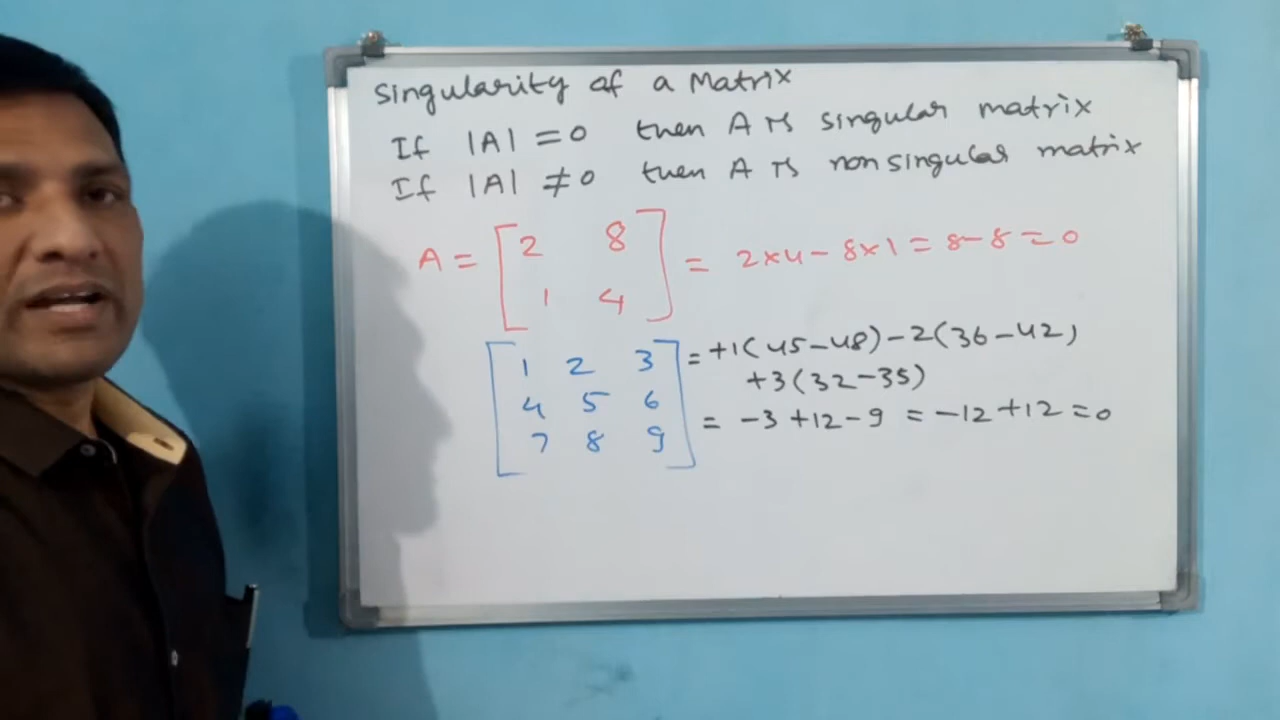 Singularity of a Matrix
If |A| = 0 then A is singular matrix
If |A| ≠ 0 then A is non singular matrix
A = [ 2 8 ] = 2×4 - 8×1 = 8-8 = 0
1 4
[ 1 2 3 ] = +1(45-48) -2(36-42)
+3(32-35)
4 5 6
= -3 +12 -9 = -12 +12 = 0
7 8 9